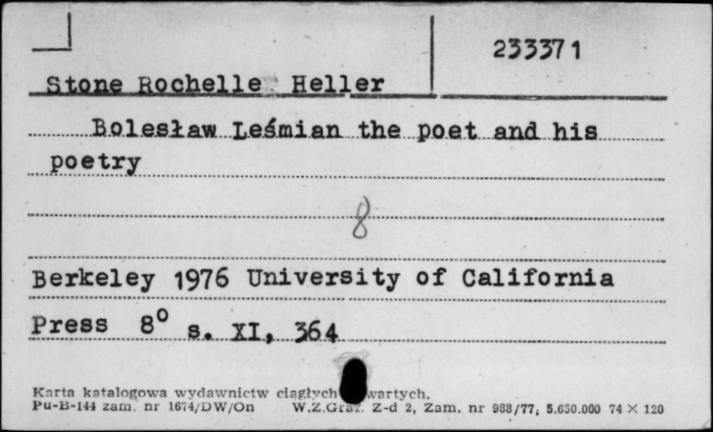 233371
Stone Rochelle Heller
Bolesław Leśmian the poet and his
poetry
8
Berkeley 1976 University of California
Press 8° s. XI, 364
Karta katalogowa wydawnictw ciągłych wartych.
Pu-B-144 zam. nr 1674/DW/On W.Z.Graf. Z-d 2, Zam. nr 988/77, 5.650.000 74 X 120